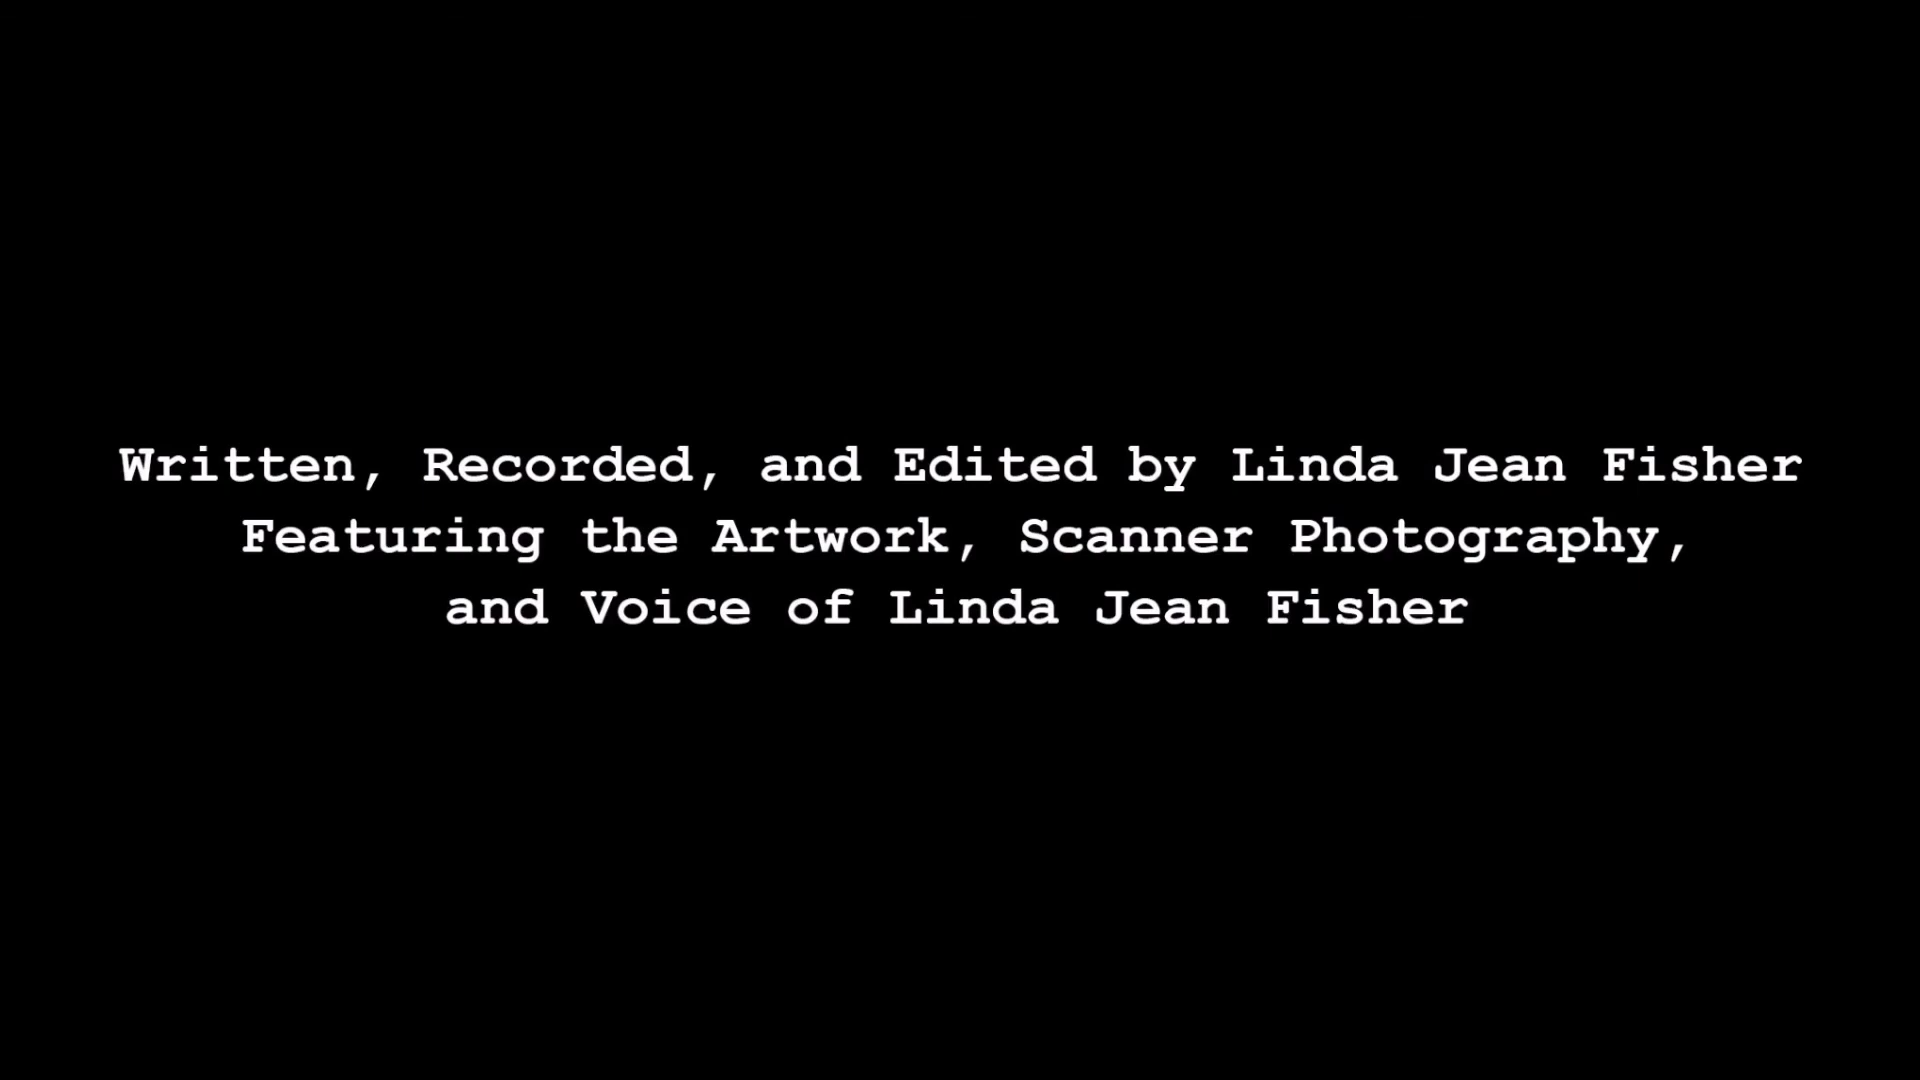 Written, Recorded, and Edited by Linda Jean Fisher
Featuring the Artwork, Scanner Photography,
and Voice of Linda Jean Fisher